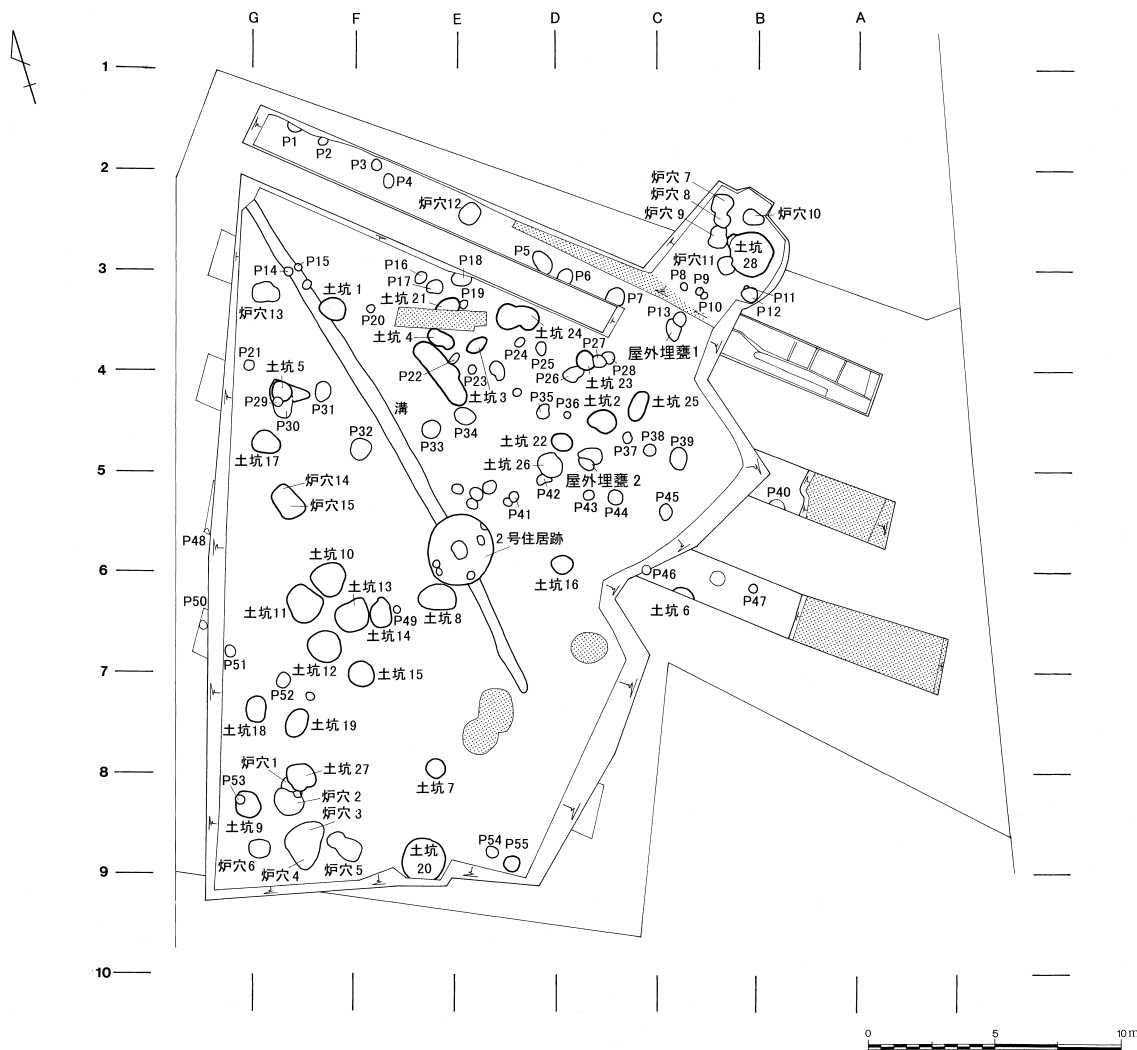 G F E D C B A
1
P1
P2
2
P3
P4
炉穴 7
炉穴 8
炉穴 9
炉穴10
炉穴12
土坑
28
炉穴11
P5
P6
P7
P8
P9
P10
P11
P12
P13
3
P14
P15
P16
P17
P18
P19
土坑 1
土坑 21
P20
炉穴 13
土坑 4
土坑 24
P24
P25
P27
P28
屋外埋甕 1
P26
土坑 23
4
P21
土坑 5
P22
P23
土坑 3
P29
P30
P31
溝
P35
P36
土坑 2
土坑 25
P32
P33
P34
土坑 17
土坑 22
P37
P38
P39
5
土坑 26
P42
屋外埋甕 2
炉穴 14
炉穴 15
P41
P43
P44
P45
P40
2号住居跡
P48
6
土坑 10
土坑 13
土坑 16
P46
P47
土坑 6
P50
土坑 11
土坑 14
P49
土坑 8
P51
7
土坑 12
土坑 15
P52
土坑 18
土坑 19
8
炉穴 1
土坑 27
土坑 7
P53
炉穴 2
炉穴 3
土坑 9
P54
P55
土坑
20
9
炉穴 6
炉穴 4
炉穴 5
10
0 5 10m